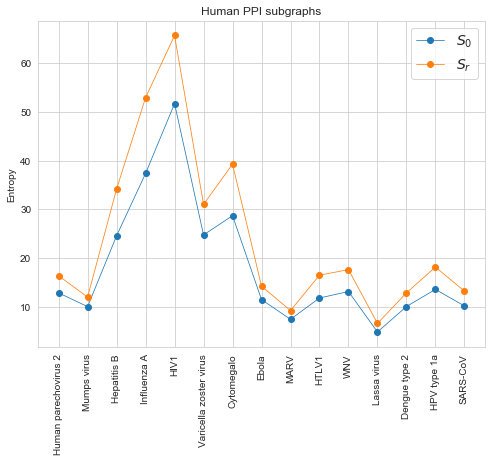 Human PPI subgraphs
S0
Sr
Entropy
60
50
40
30
20
10
Human parechovirus 2
Mumps virus
Hepatitis B
Influenza A
HIV1
Varicella zoster virus
Cytomegalo
Ebola
MARV
HTLV1
WNV
Lassa virus
Dengue type 2
HPV type 1a
SARS-CoV